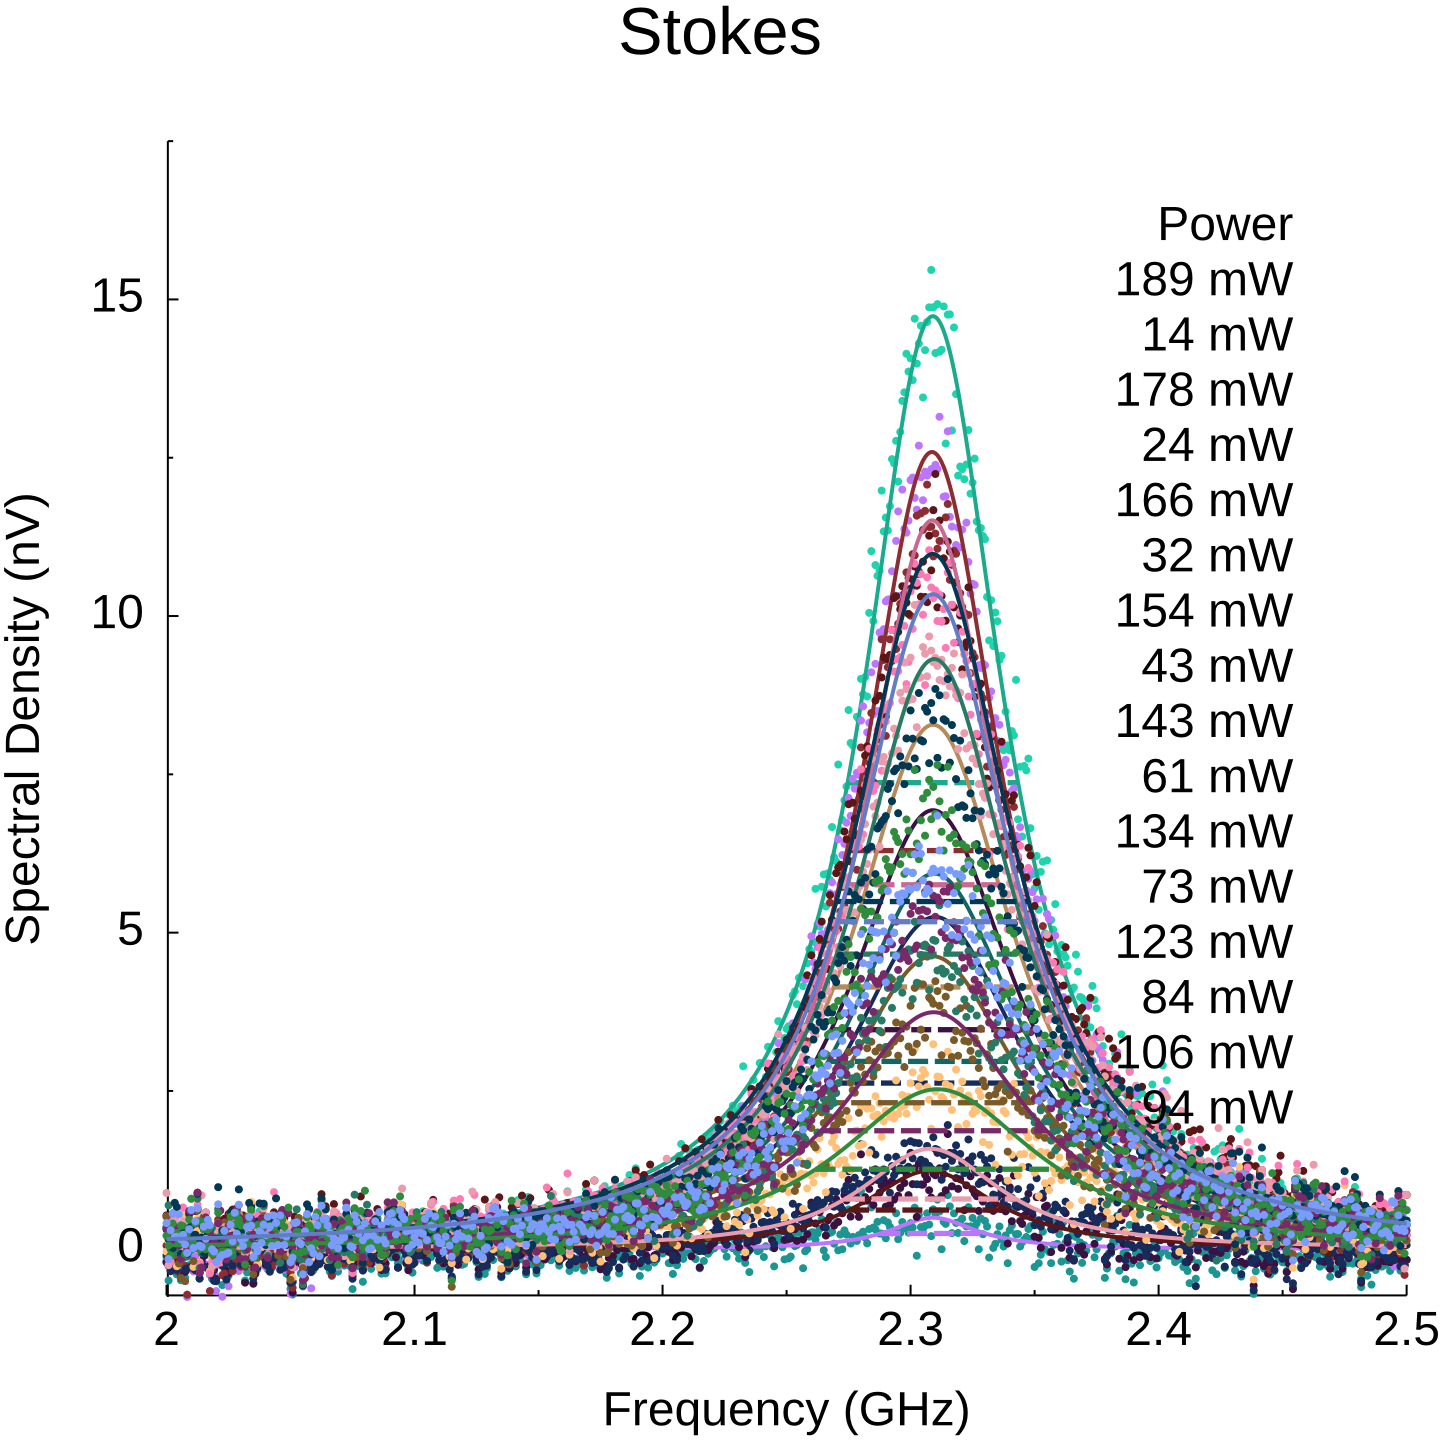 Stokes
Power
189 mW
14 mW
178 mW
24 mW
166 mW
32 mW
154 mW
43 mW
143 mW
61 mW
134 mW
73 mW
123 mW
84 mW
106 mW
94 mW
15
10
5
0
Spectral Density (nV)
2 2.1 2.2 2.3 2.4 2.5
Frequency (GHz)